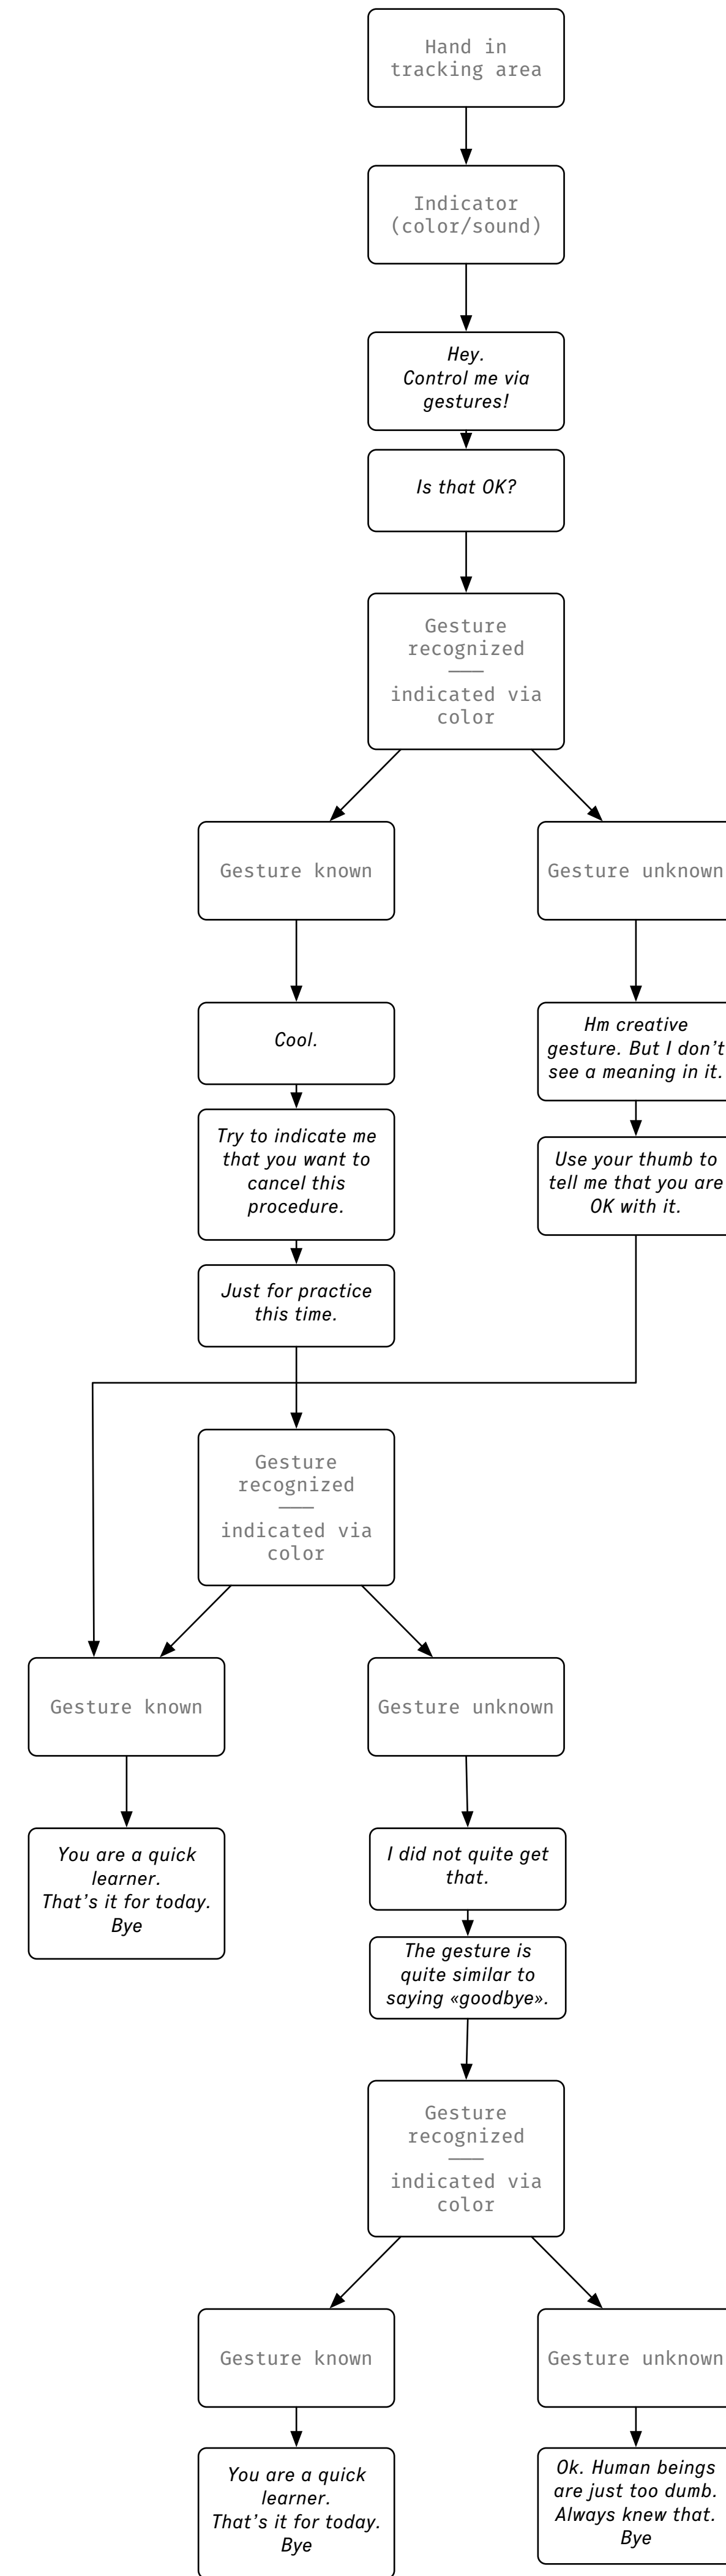 Hand in
tracking area
Indicator
(color/sound)
Hey.
Control me via
gestures!
Is that OK?
Gesture
recognized
———
indicated via
color
Gesture known
Gesture unknown
Cool.
Hm creative
gesture. But I don’t
see a meaning in it.
Try to indicate me
that you want to
cancel this
procedure.
Use your thumb to
tell me that you are
OK with it.
Just for practice
this time.
Gesture
recognized
———
indicated via
color
Gesture known
Gesture unknown
You are a quick
learner.
That’s it for today.
Bye
I did not quite get
that.
The gesture is
quite similar to
saying «goodbye».
Gesture
recognized
———
indicated via
color
Gesture known
Gesture unknown
You are a quick
learner.
That’s it for today.
Bye
Ok. Human beings
are just too dumb.
Always knew that.
Bye